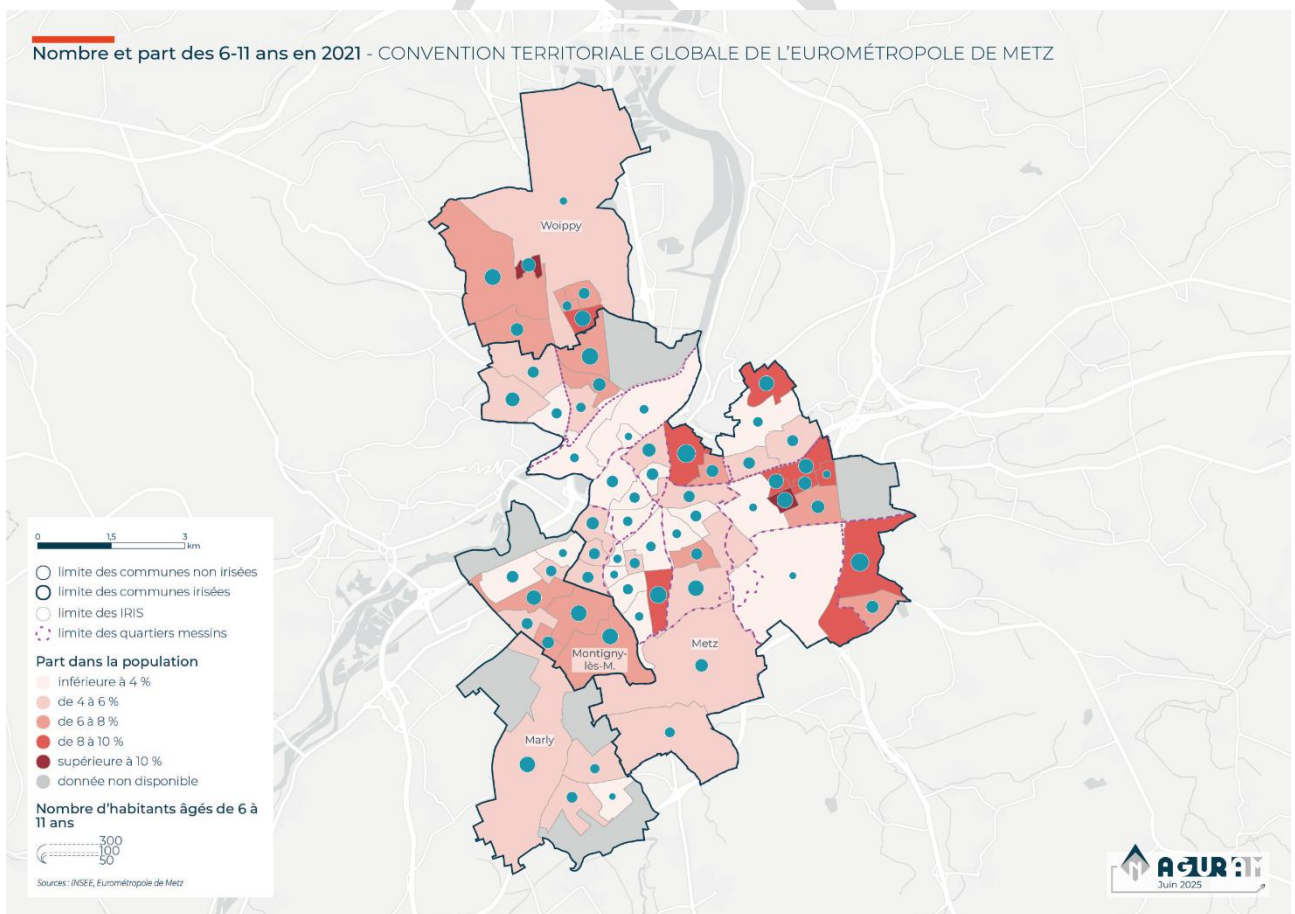 Nombre et part des 6-11 ans en 2021 - CONVENTION TERRITORIALE GLOBALE DE L'EUROMÉTROPOLE DE METZ
Woippy
Metz
Montigny-
lès-M.
Marly
0 1,5 3
km
limite des communes non irisées
limite des communes irisées
limite des IRIS
limite des quartiers messins
Part dans la population
inférieure à 4 %
de 4 à 6 %
de 6 à 8 %
de 8 à 10 %
supérieure à 10 %
donnée non disponible
Nombre d'habitants âgés de 6 à
11 ans
300
100
50
Sources : INSEE, Eurométropole de Metz
N
AGURAM
Juin 2025